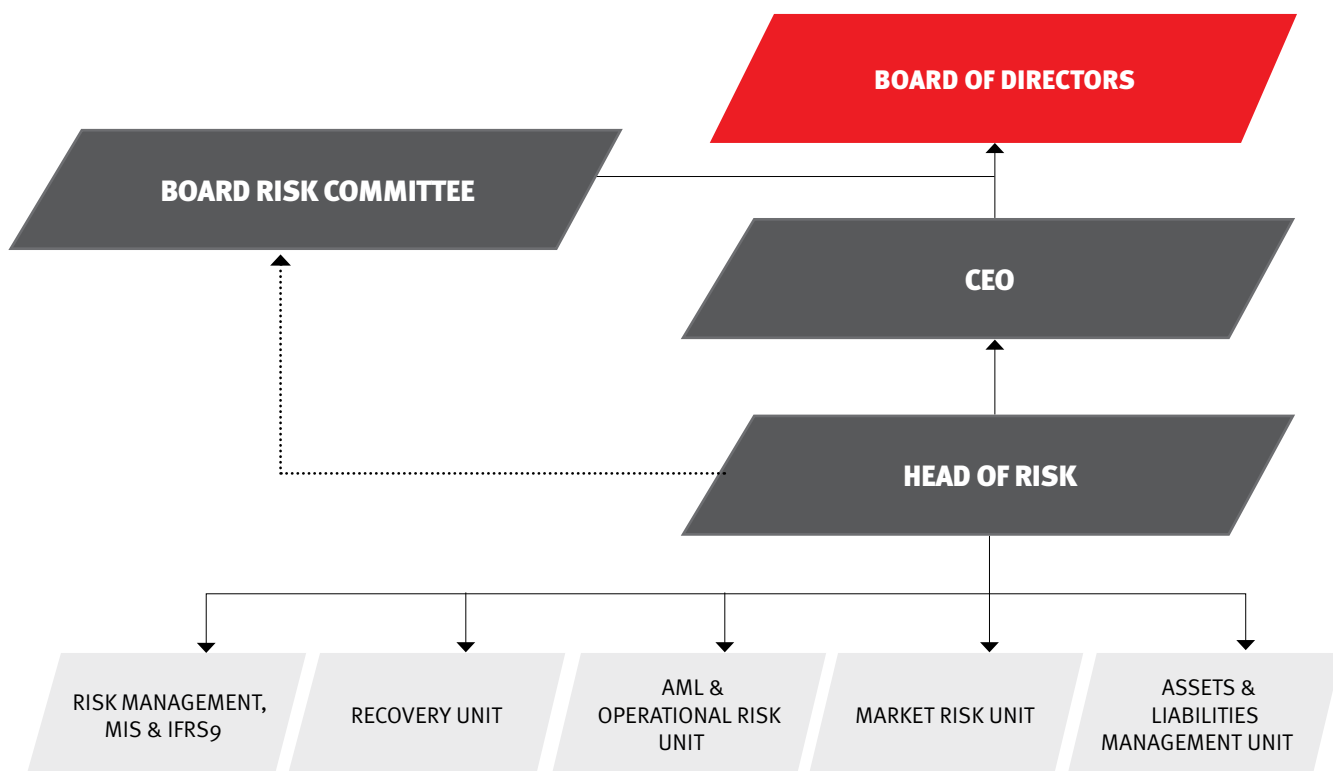 BOARD OF DIRECTORS
BOARD RISK COMMITTEE
CEO
HEAD OF RISK
RISK MANAGEMENT,
MIS & IFRS9
RECOVERY UNIT
AML &
OPERATIONAL RISK
UNIT
MARKET RISK UNIT
ASSETS &
LIABILITIES
MANAGEMENT UNIT